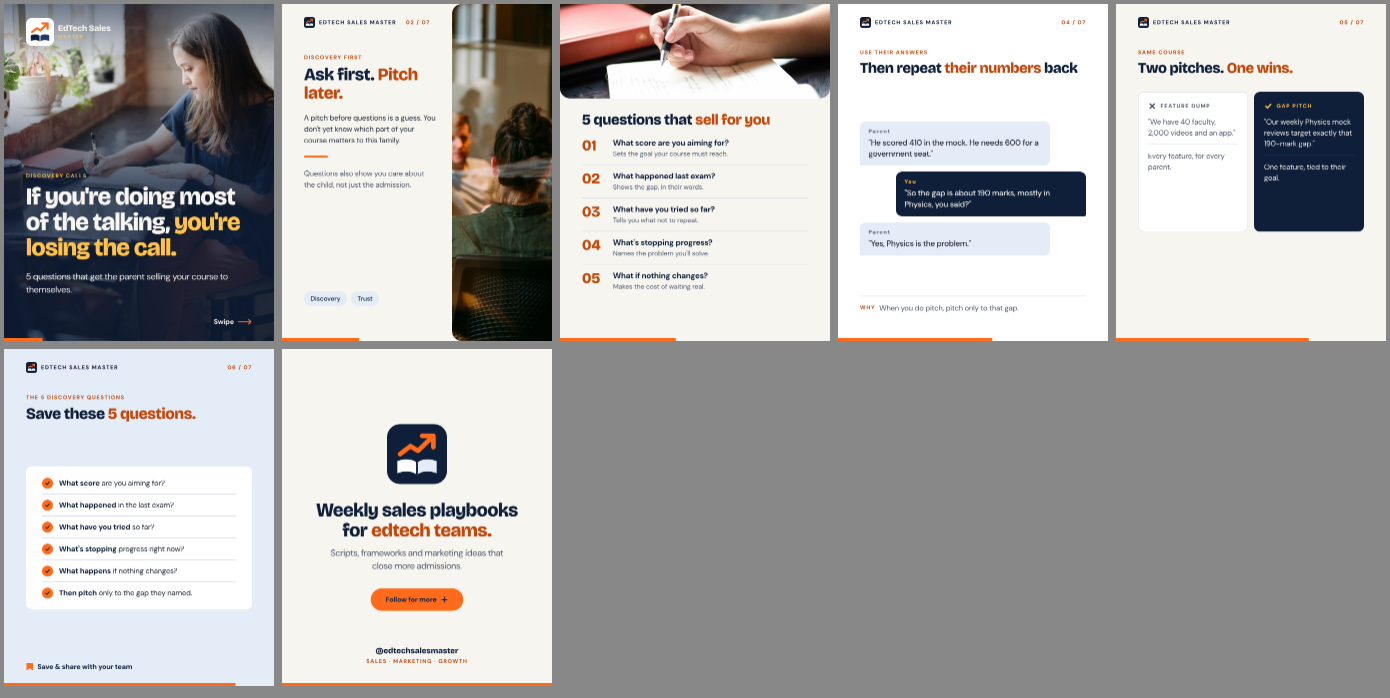 EdTech Sales
MASTER
DISCOVERY CALLS
If you're doing most
of the talking, you're
losing the call.
5 questions that get the parent selling your course to
themselves.
Swipe
EDTECH SALES MASTER
02 / 07
DISCOVERY FIRST
Ask first. Pitch
later.
A pitch before questions is a guess. You
don't yet know which part of your
course matters to this family.
Questions also show you care about
the child, not just the admission.
Discovery
Trust
5 questions that sell for you
01
What score are you aiming for?
Sets the goal your course must reach.
02
What happened last exam?
Shows the gap, in their words.
03
What have you tried so far?
Tells you what not to repeat.
04
What's stopping progress?
Names the problem you'll solve.
05
What if nothing changes?
Makes the cost of waiting real.
EDTECH SALES MASTER
04 / 07
USE THEIR ANSWERS
Then repeat their numbers back
Parent
"He scored 410 in the mock. He needs 600 for a
government seat."
You
"So the gap is about 190 marks, mostly in
Physics, you said?"
Parent
"Yes, Physics is the problem."
WHY When you do pitch, pitch only to that gap.
EDTECH SALES MASTER
05 / 07
SAME COURSE
Two pitches. One wins.
FEATURE DUMP
"We have 40 faculty,
2,000 videos and an app."
Every feature, for every
parent.
GAP PITCH
"Our weekly Physics mock
reviews target exactly that
190-mark gap."
One feature, tied to their
goal.
EDTECH SALES MASTER
06 / 07
THE 5 DISCOVERY QUESTIONS
Save these 5 questions.
What score are you aiming for?
What happened in the last exam?
What have you tried so far?
What's stopping progress right now?
What happens if nothing changes?
Then pitch only to the gap they named.
Save & share with your team
Weekly sales playbooks
for edtech teams.
Scripts, frameworks and marketing ideas that
close more admissions.
Follow for more +
@edtechsalesmaster
SALES · MARKETING · GROWTH